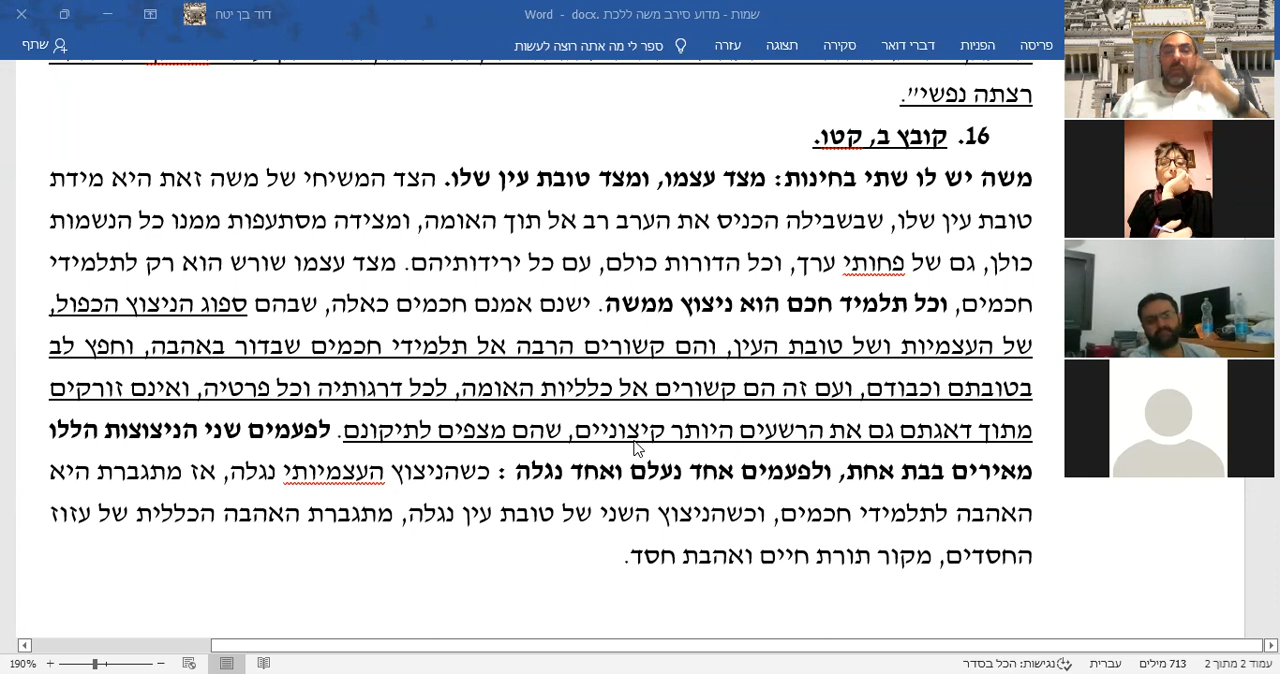 שמות - מדוע סירב משה ללכת .docx - Word
דוד בן יטח
פריסה הפניות דברי דואר סקירה תצוגה עזרה ספר לי מה אתה רוצה לעשות שתף
רצתה נפשי".
16. קובץ ב, קטו.
משה יש לו שתי בחינות: מצד עצמו, ומצד טובת עין שלו. הצד המשיחי של משה זאת היא מידת
טובת עין שלו, שבשבילה הכניס את הערב רב אל תוך האומה, ומצידה מסתעפות ממנו כל הנשמות
כולן, גם של פחותי ערך, וכל הדורות כולם, עם כל ירידותיהם. מצד עצמו שורש הוא רק לתלמידי
חכמים, וכל תלמיד חכם הוא ניצוץ ממשה. ישנם אמנם חכמים כאלה, שבהם ספוג הניצוץ הכפול,
של העצמיות ושל טובת העין, והם קשורים הרבה אל תלמידי חכמים שבדור באהבה, וחפץ לב
בטובתם וכבודם, ועם זה הם קשורים אל כלליות האומה, לכל דרגותיה וכל פרטיה, ואינם זורקים
מתוך דאגתם גם את הרשעים היותר קיצוניים, שהם מצפים לתיקונם. לפעמים שני הניצוצות הללו
מאירים בבת אחת, ולפעמים אחד נעלם ואחד נגלה : כשהניצוץ העצמיותי נגלה, אז מתגברת היא
האהבה לתלמידי חכמים, וכשהניצוץ השני של טובת עין נגלה, מתגברת האהבה הכללית של עזוז
החסדים, מקור תורת חיים ואהבת חסד.
עמוד 2 מתוך 2 713 מילים עברית נגישות: הכל בסדר 190%